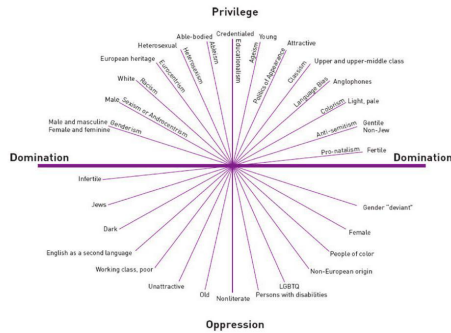 Privilege
Credentialed
Able-bodied
Young
Heterosexual
Attractive
European heritage
Upper and upper-middle class
White
Anglophones
Male
Light, pale
Male and masculine
Female and feminine
Gentile
Non-Jew
Fertile
Genderism
Sexism or Androcentrism
Racism
Eurocentrism
Heterosexism
Ableism
Educationalism
Ageism
Politics of Appearance
Classism
Language Bias
Colorism
Anti-semitism
Pro-natalism
Domination
Domination
Infertile
Jews
Dark
English as a second language
Working class, poor
Unattractive
Old
Nonliterate
Persons with disabilities
LGBTQ
Non-European origin
People of color
Female
Gender "deviant"
Oppression